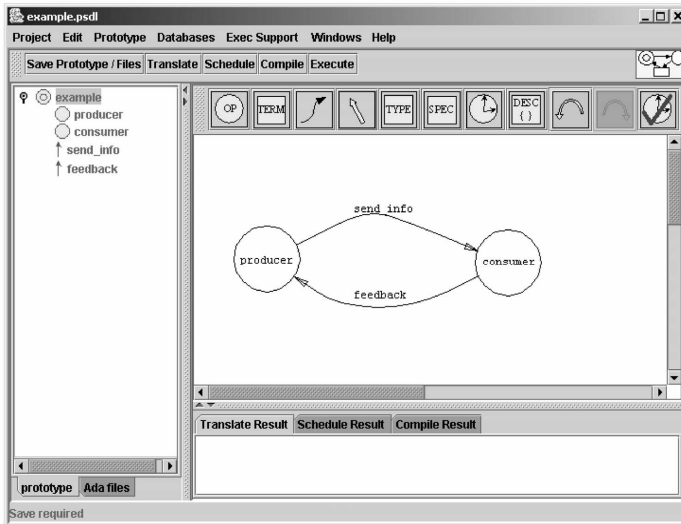 example.psdl
Project Edit Prototype Databases Exec Support Windows Help
Save Prototype / Files Translate Schedule Compile Execute
example
producer
consumer
send_info
feedback
OP TERM TYPE SPEC DESC { }
send_info
producer
consumer
feedback
Translate Result Schedule Result Compile Result
prototype Ada files
Save required